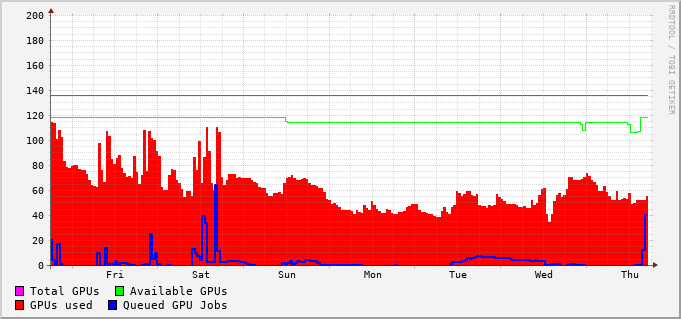 200
180
160
140
120
100
80
60
40
20
0
Fri Sat Sun Mon Tue Wed Thu
Total GPUs Available GPUs
GPUs used Queued GPU Jobs
RRDTOOL / TOBI OETIKER